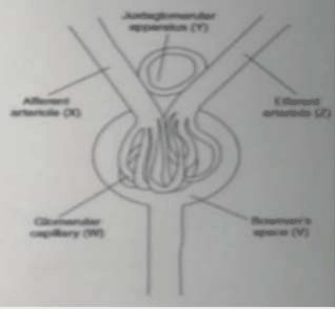 Juxtaglomerular
apparatus (Y)
Afferent
arteriole (X)
Efferent
arteriole (Z)
Glomerular
capillary (W)
Bowman's
space (V)